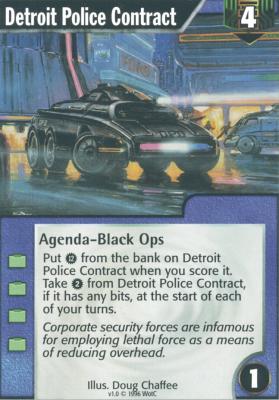 Detroit Police Contract
4
Agenda-Black Ops
Put 12 from the bank on Detroit
Police Contract when you score it.
Take 2 from Detroit Police Contract,
if it has any bits, at the start of each
of your turns.
Corporate security forces are infamous
for employing lethal force as a means
of reducing overhead.
1
Illus. Doug Chaffee
v1.0 © 1996 WotC